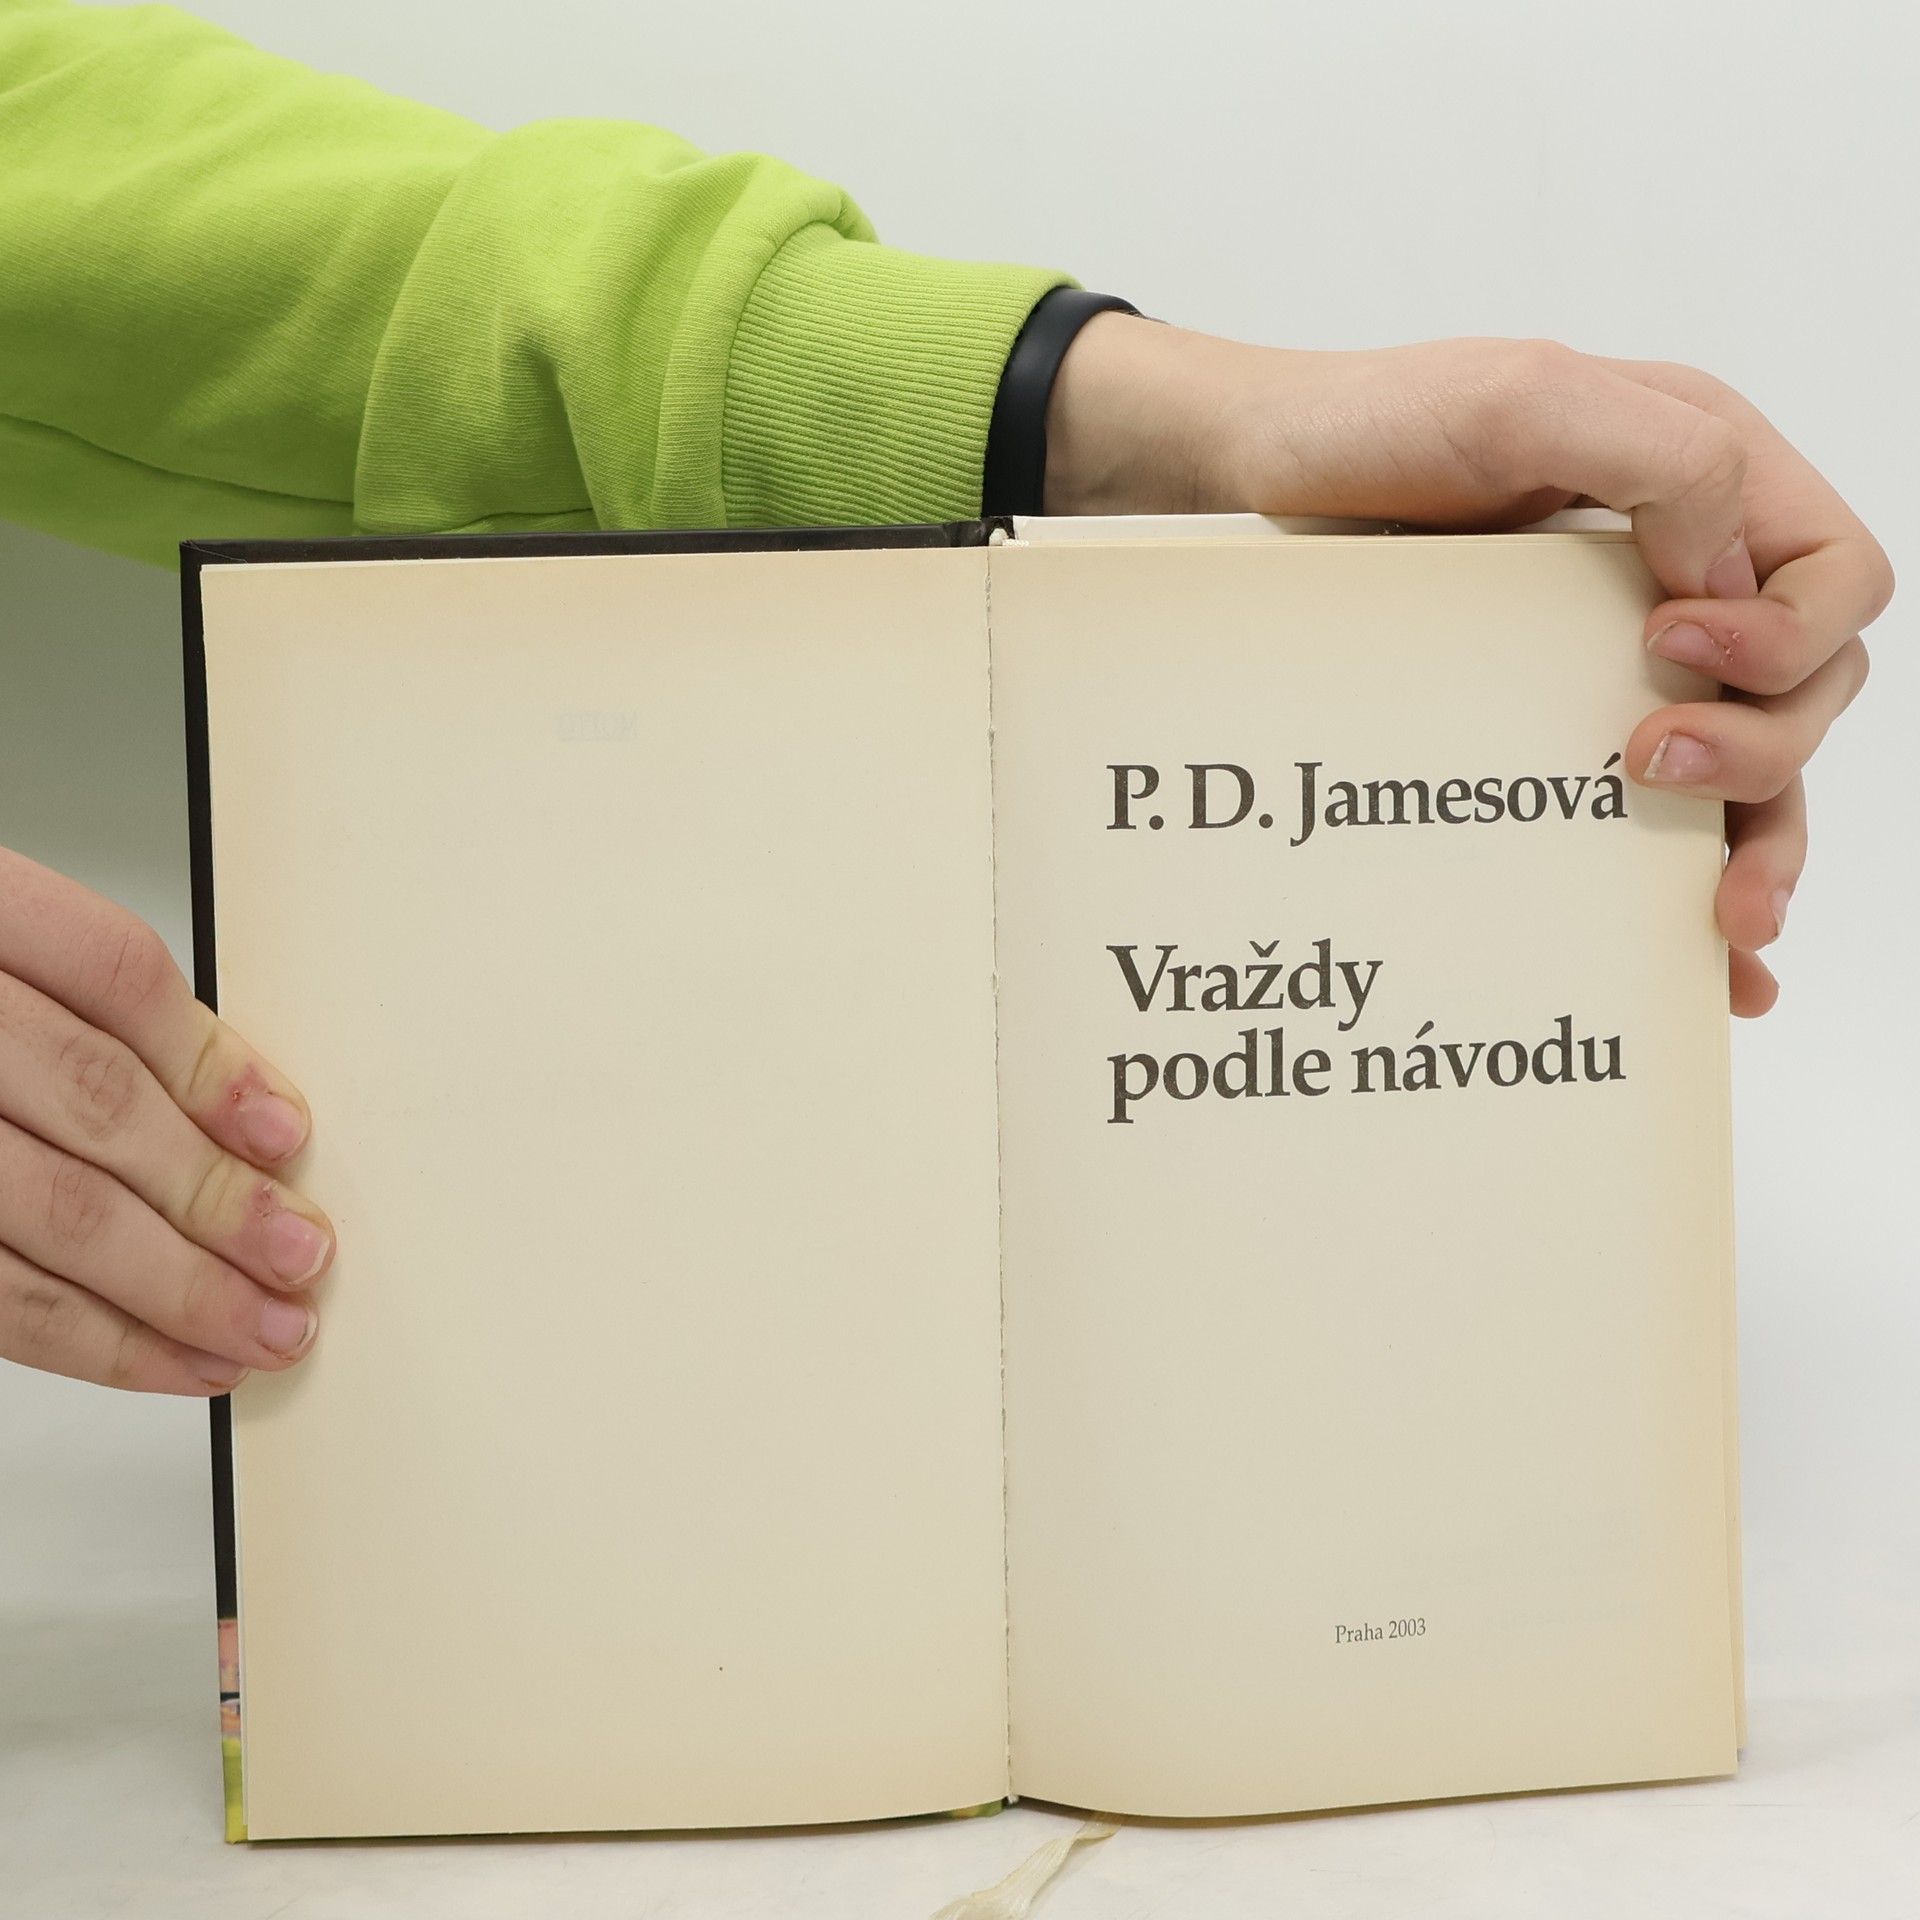 P. D. Jamesová
Vraždy
podle návodu
Praha 2003